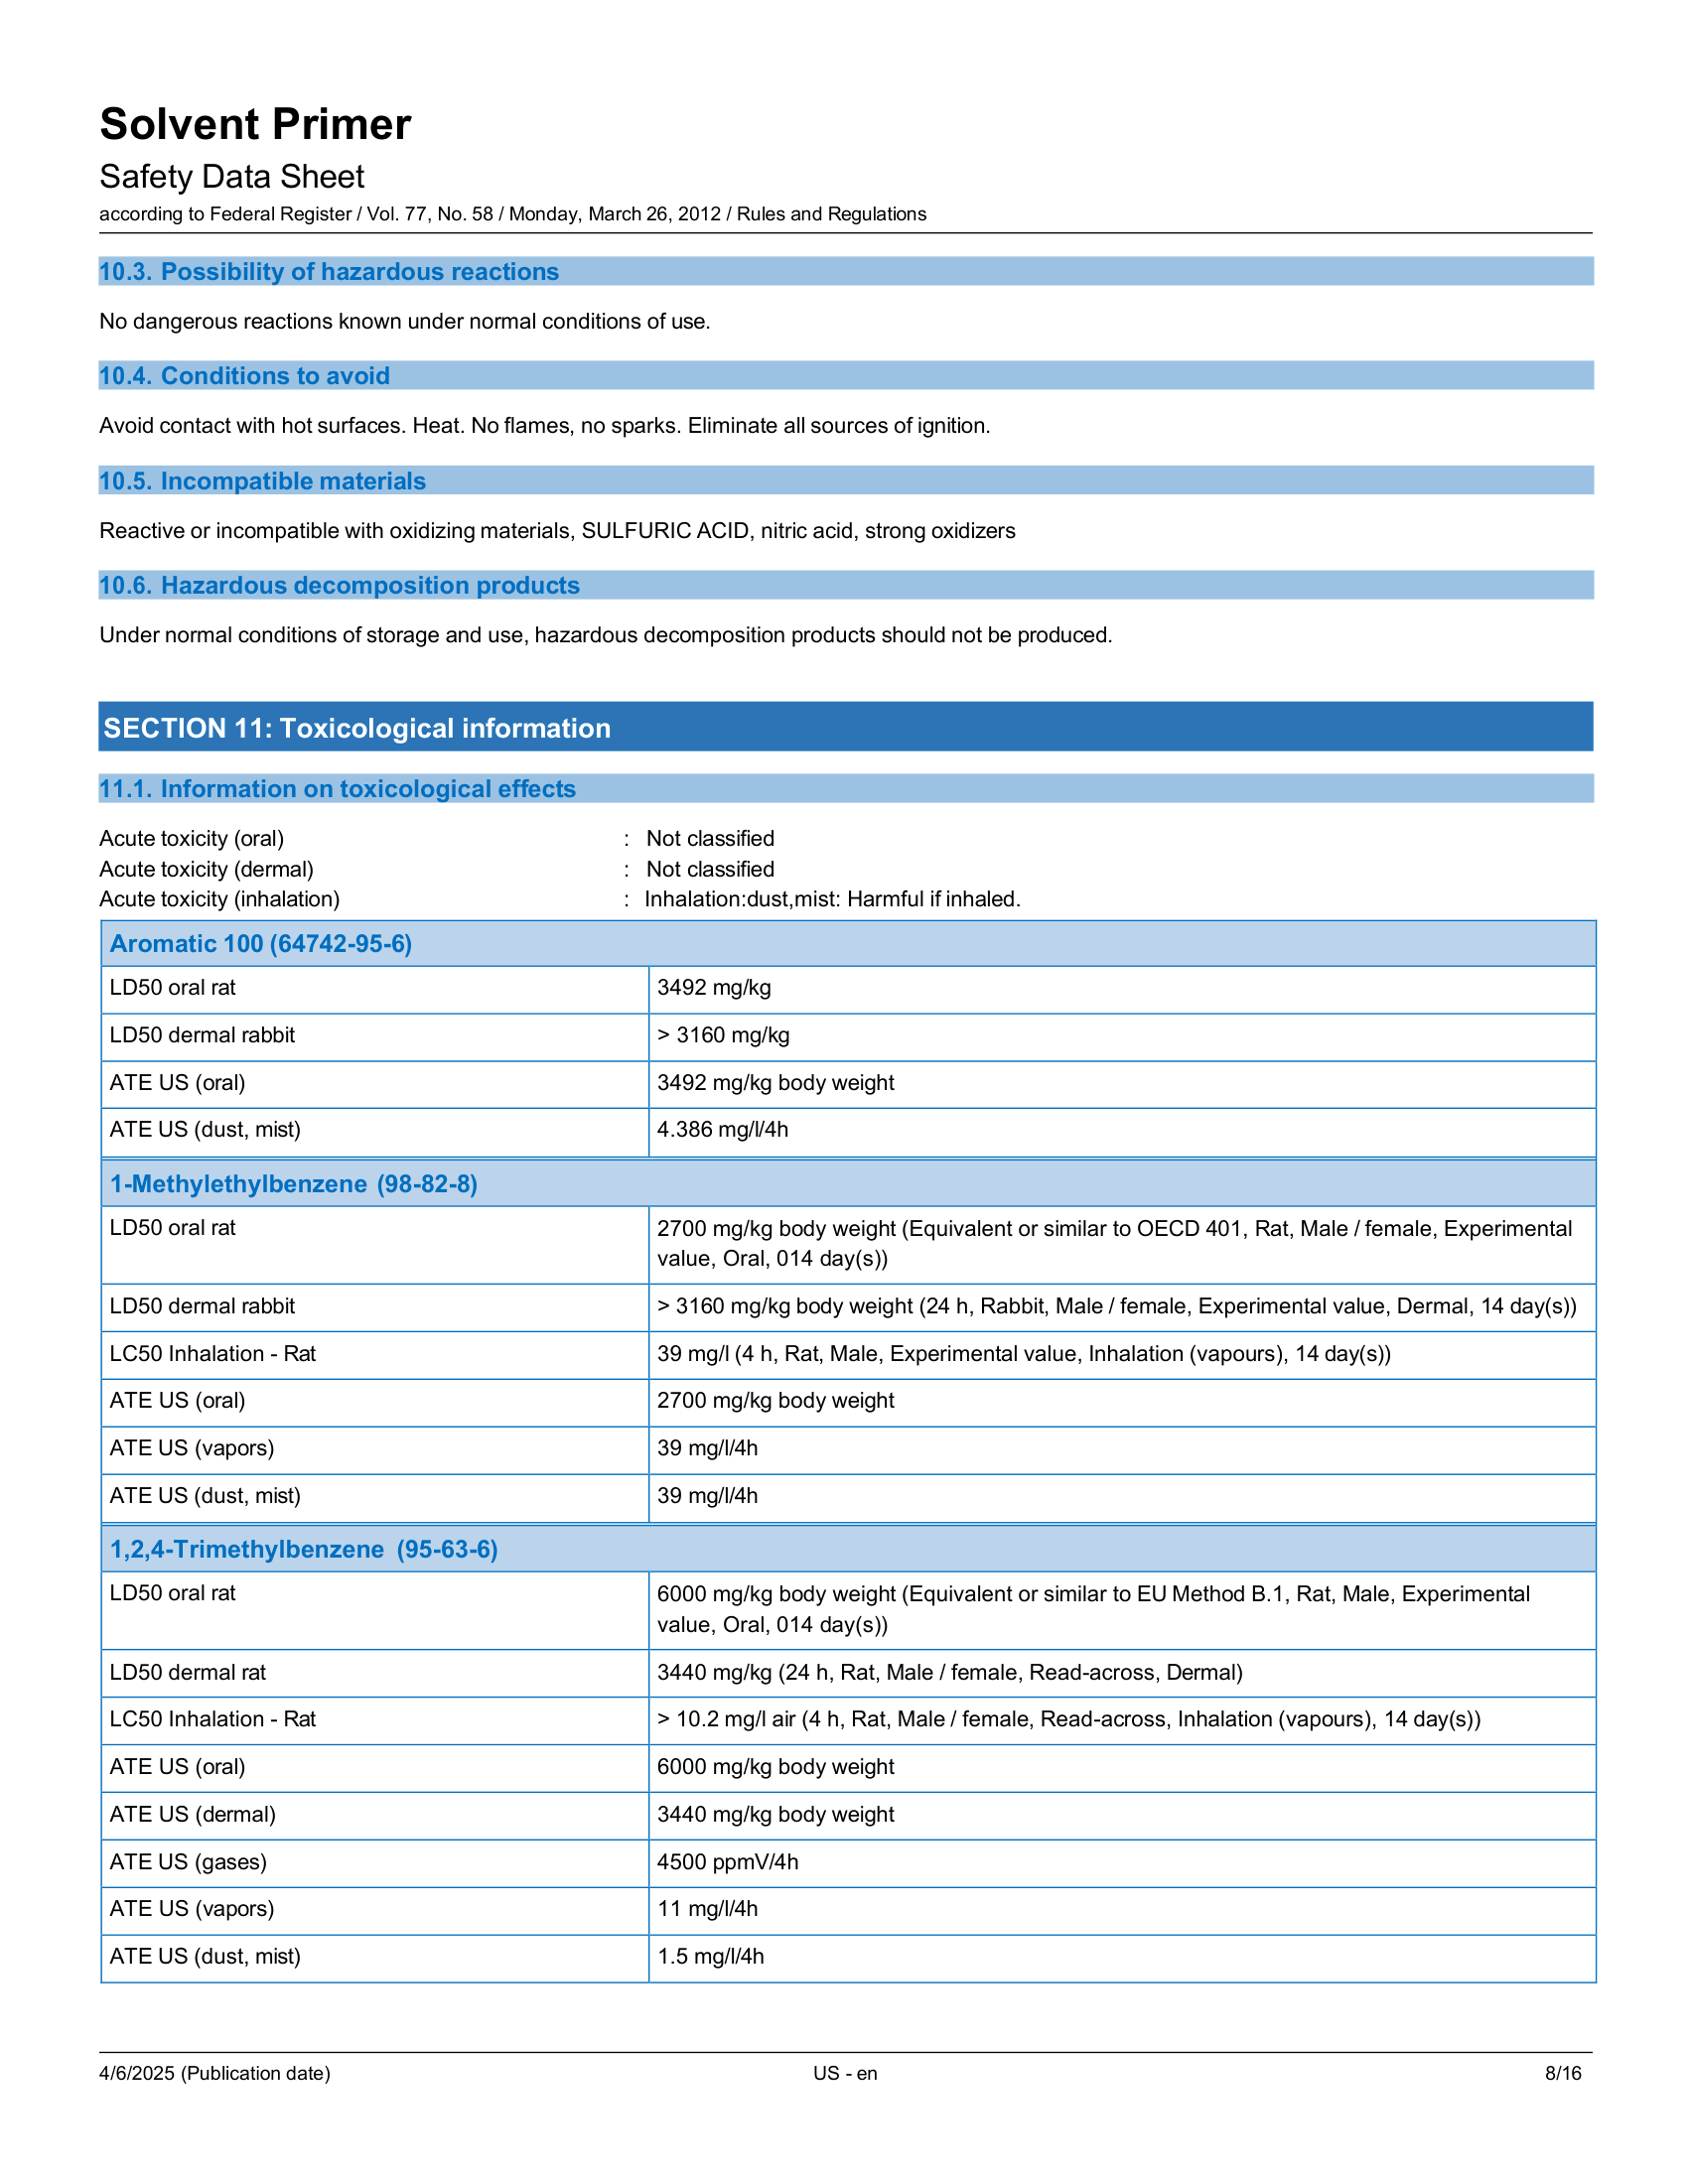 Solvent Primer
Safety Data Sheet
according to Federal Register / Vol. 77, No. 58 / Monday, March 26, 2012 / Rules and Regulations
10.3. Possibility of hazardous reactions
No dangerous reactions known under normal conditions of use.
10.4. Conditions to avoid
Avoid contact with hot surfaces. Heat. No flames, no sparks. Eliminate all sources of ignition.
10.5. Incompatible materials
Reactive or incompatible with oxidizing materials, SULFURIC ACID, nitric acid, strong oxidizers
10.6. Hazardous decomposition products
Under normal conditions of storage and use, hazardous decomposition products should not be produced.
SECTION 11: Toxicological information
11.1. Information on toxicological effects
Acute toxicity (oral) : Not classified
Acute toxicity (dermal) : Not classified
Acute toxicity (inhalation) : Inhalation:dust,mist: Harmful if inhaled.
Aromatic 100 (64742-95-6)
LD50 oral rat 3492 mg/kg
LD50 dermal rabbit > 3160 mg/kg
ATE US (oral) 3492 mg/kg body weight
ATE US (dust, mist) 4.386 mg/l/4h
1-Methylethylbenzene (98-82-8)
LD50 oral rat 2700 mg/kg body weight (Equivalent or similar to OECD 401, Rat, Male / female, Experimental
value, Oral, 014 day(s))
LD50 dermal rabbit > 3160 mg/kg body weight (24 h, Rabbit, Male / female, Experimental value, Dermal, 14 day(s))
LC50 Inhalation - Rat 39 mg/l (4 h, Rat, Male, Experimental value, Inhalation (vapours), 14 day(s))
ATE US (oral) 2700 mg/kg body weight
ATE US (vapors) 39 mg/l/4h
ATE US (dust, mist) 39 mg/l/4h
1,2,4-Trimethylbenzene (95-63-6)
LD50 oral rat 6000 mg/kg body weight (Equivalent or similar to EU Method B.1, Rat, Male, Experimental
value, Oral, 014 day(s))
LD50 dermal rat 3440 mg/kg (24 h, Rat, Male / female, Read-across, Dermal)
LC50 Inhalation - Rat > 10.2 mg/l air (4 h, Rat, Male / female, Read-across, Inhalation (vapours), 14 day(s))
ATE US (oral) 6000 mg/kg body weight
ATE US (dermal) 3440 mg/kg body weight
ATE US (gases) 4500 ppmV/4h
ATE US (vapors) 11 mg/l/4h
ATE US (dust, mist) 1.5 mg/l/4h
4/6/2025 (Publication date) US - en 8/16